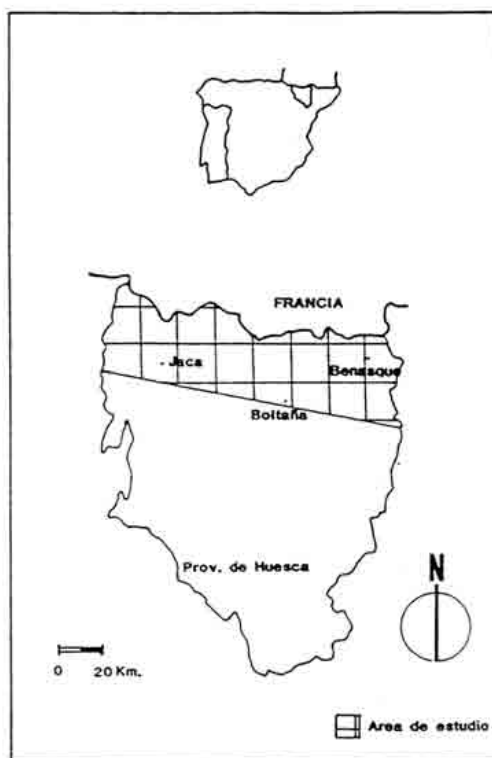 FRANCIA
Jaca
Benasque
Boltaña
Prov. de Huesca
N
0 20 Km.
Area de estudio